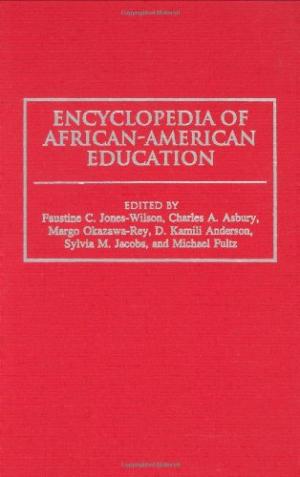 ENCYCLOPEDIA OF
AFRICAN-AMERICAN
EDUCATION
EDITED BY
Faustine C. Jones-Wilson, Charles A. Asbury,
Margo Okazawa-Rey, D. Kamili Anderson,
Sylvia M. Jacobs, and Michael Fultz